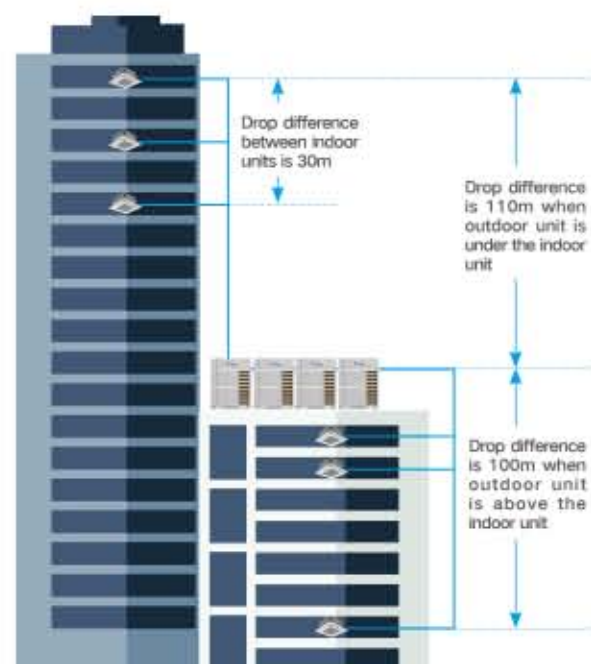 Drop difference
between indoor
units is 30m
Drop difference
is 110m when
outdoor unit is
under the indoor
unit
Drop difference
is 100m when
outdoor unit
is above the
indoor unit